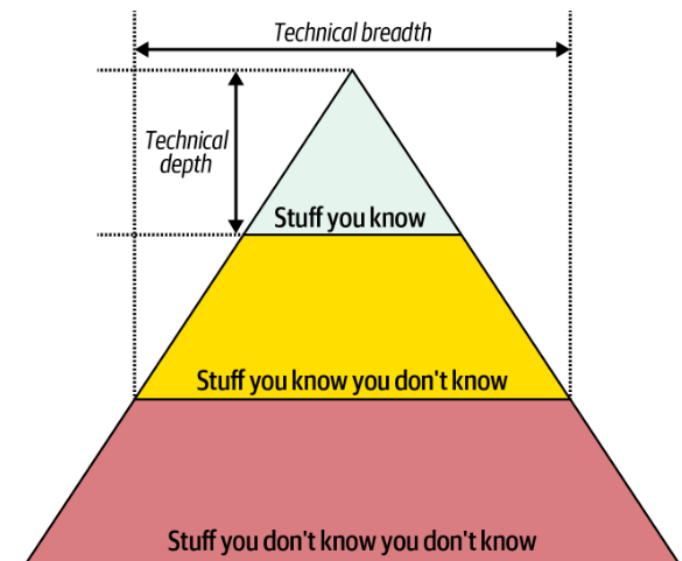 Technical breadth
Technical
depth
Stuff you know
Stuff you know you don't know
Stuff you don't know you don't know